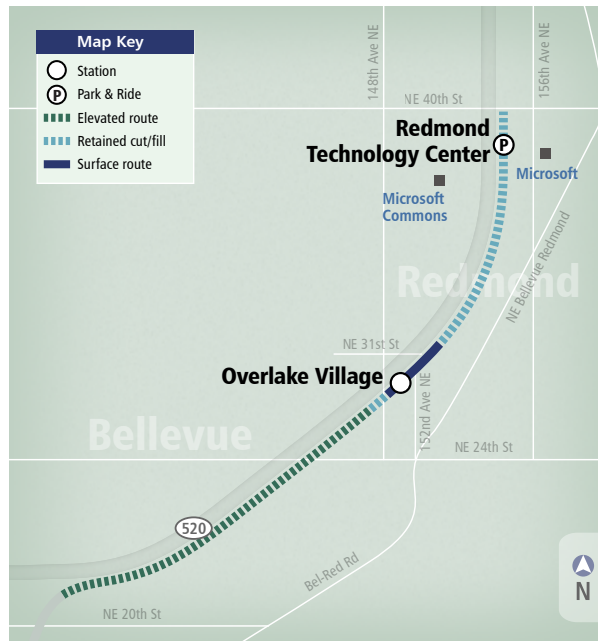 Map Key
Station
P
Park & Ride
Elevated route
Retained cut/fill
Surface route
148th Ave NE
156th Ave NE
NE 40th St
Redmond
Technology Center
P
Microsoft
Microsoft
Commons
NE Bellevue Redmond
Redmond
NE 31st St
Overlake Village
152nd Ave NE
Bellevue
NE 24th St
520
Bel-Red Rd
N
NE 20th St